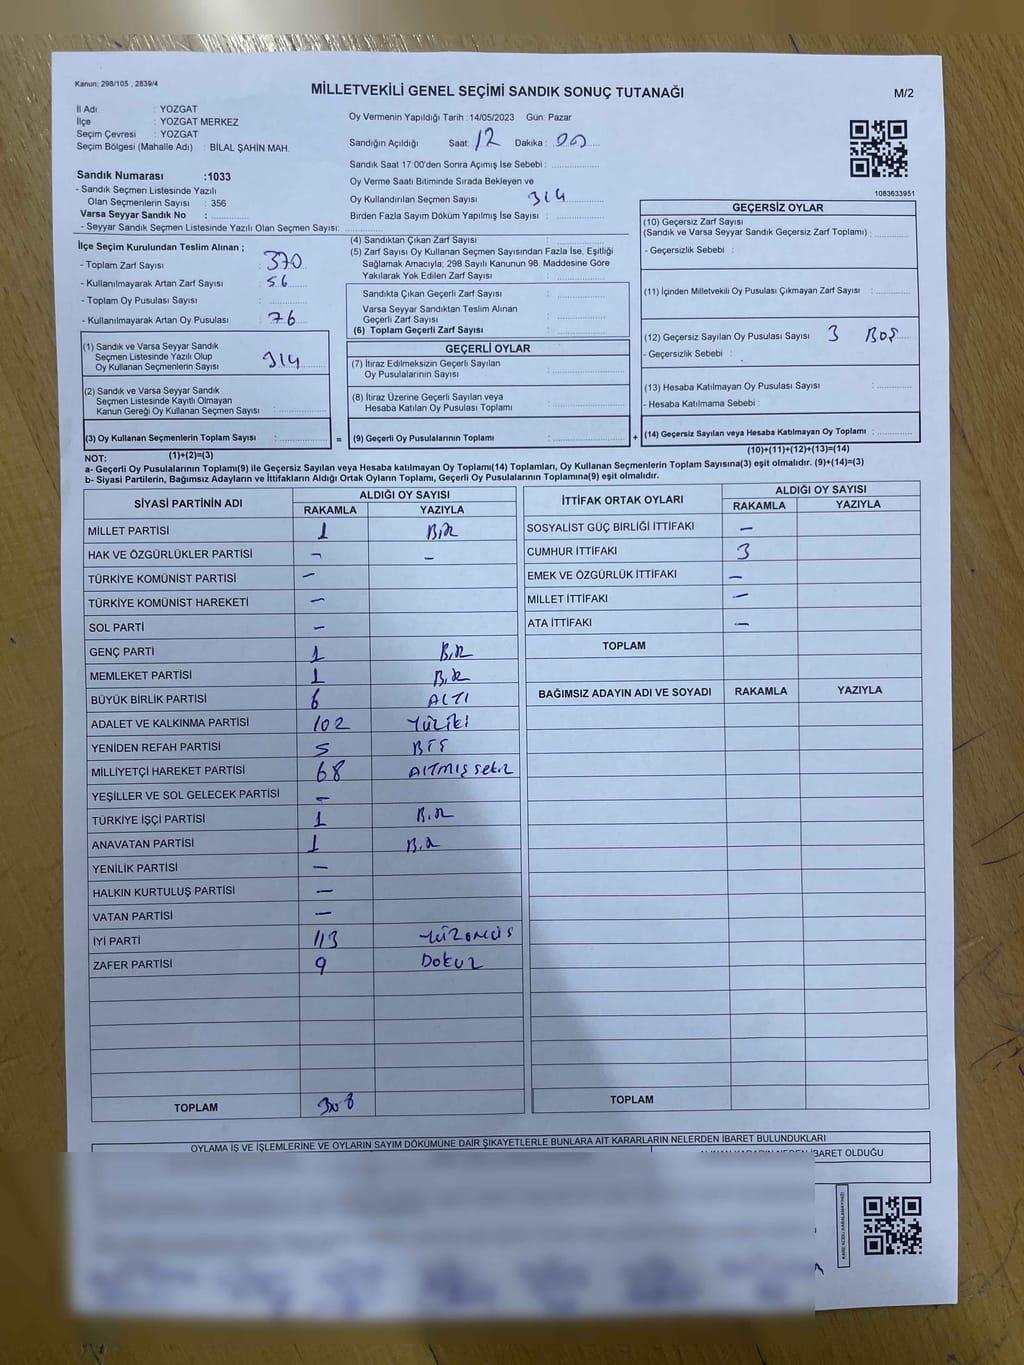 Kanun: 298/105 , 2839/4
MİLLETVEKİLİ GENEL SEÇİMİ SANDIK SONUÇ TUTANAĞI
M/2
İl Adı : YOZGAT
İlçe : YOZGAT MERKEZ
Seçim Çevresi : YOZGAT
Seçim Bölgesi (Mahalle Adı) : BİLAL ŞAHİN MAH.
Sandık Numarası :1033
- Sandık Seçmen Listesinde Yazılı
Olan Seçmenlerin Sayısı : 356
Varsa Seyyar Sandık No :
- Seyyar Sandık Seçmen Listesinde Yazılı Olan Seçmen Sayısı:
Oy Vermenin Yapıldığı Tarih :14/05/2023 Gün: Pazar
Sandığın Açıldığı Saat: 12 Dakika : 00
Sandık Saat 17:00'den Sonra Açımış İse Sebebi :
Oy Verme Saati Bitiminde Sırada Bekleyen ve
Oy Kullandırılan Seçmen Sayısı : 314
Birden Fazla Sayım Döküm Yapılmış İse Sayısı :
1083633951
İlçe Seçim Kurulundan Teslim Alınan ;
- Toplam Zarf Sayısı : 370
- Kullanılmayarak Artan Zarf Sayısı : 56
- Toplam Oy Pusulası Sayısı :
- Kullanılmayarak Artan Oy Pusulası : 76
(1) Sandık ve Varsa Seyyar Sandık
Seçmen Listesinde Yazılı Olup
Oy Kullanan Seçmenlerin Sayısı : 314
(2) Sandık ve Varsa Seyyar Sandık
Seçmen Listesinde Kayıtlı Olmayan
Kanun Gereği Oy Kullanan Seçmen Sayısı :
(3) Oy Kullanan Seçmenlerin Toplam Sayısı :
(4) Sandıktan Çıkan Zarf Sayısı :
(5) Zarf Sayısı Oy Kullanan Seçmen Sayısından Fazla İse, Eşitliği
Sağlamak Amacıyla; 298 Sayılı Kanunun 98. Maddesine Göre
Yakılarak Yok Edilen Zarf Sayısı :
Sandıkta Çıkan Geçerli Zarf Sayısı :
Varsa Seyyar Sandıktan Teslim Alınan
Geçerli Zarf Sayısı :
(6) Toplam Geçerli Zarf Sayısı :
GEÇERLİ OYLAR
(7) İtiraz Edilmeksizin Geçerli Sayılan
Oy Pusulalarının Sayısı :
(8) İtiraz Üzerine Geçerli Sayılan veya
Hesaba Katılan Oy Pusulası Toplamı :
= (9) Geçerli Oy Pusulalarının Toplamı : +
GEÇERSİZ OYLAR
(10) Geçersiz Zarf Sayısı
(Sandık ve Varsa Seyyar Sandık Geçersiz Zarf Toplamı) :
- Geçersizlik Sebebi :
(11) İçinden Milletvekili Oy Pusulası Çıkmayan Zarf Sayısı :
(12) Geçersiz Sayılan Oy Pusulası Sayısı : 3 BOŞ
- Geçersizlik Sebebi :
(13) Hesaba Katılmayan Oy Pusulası Sayısı :
- Hesaba Katılmama Sebebi :
(14) Geçersiz Sayılan veya Hesaba Katılmayan Oy Toplamı :
NOT: (1)+(2)=(3)
(10)+(11)+(12)+(13)=(14)
a- Geçerli Oy Pusulalarının Toplamı(9) ile Geçersiz Sayılan veya Hesaba katılmayan Oy Toplamı(14) Toplamları, Oy Kullanan Seçmenlerin Toplam Sayısına(3) eşit olmalıdır. (9)+(14)=(3)
b- Siyasi Partilerin, Bağımsız Adayların ve İttifakların Aldığı Ortak Oyların Toplamı, Geçerli Oy Pusulalarının Toplamına(9) eşit olmalıdır.
SİYASİ PARTİNİN ADI ALDIĞI OY SAYISI
RAKAMLA YAZIYLA
MİLLET PARTİSİ 1 BİR
HAK VE ÖZGÜRLÜKLER PARTİSİ – –
TÜRKİYE KOMÜNİST PARTİSİ –
TÜRKİYE KOMÜNİST HAREKETİ –
SOL PARTİ –
GENÇ PARTİ 1 BİR
MEMLEKET PARTİSİ 1 BİR
BÜYÜK BİRLİK PARTİSİ 6 ALTI
ADALET VE KALKINMA PARTİSİ 102 YÜZİKİ
YENİDEN REFAH PARTİSİ 5 BEŞ
MİLLİYETÇİ HAREKET PARTİSİ 68 ALTMIŞ sekiz
YEŞİLLER VE SOL GELECEK PARTİSİ –
TÜRKİYE İŞÇİ PARTİSİ 1 BİR
ANAVATAN PARTİSİ 1 BİR
YENİLİK PARTİSİ –
HALKIN KURTULUŞ PARTİSİ –
VATAN PARTİSİ –
İYİ PARTİ 113 YÜZONÜÇ
ZAFER PARTİSİ 9 DOKUZ
TOPLAM 308
İTTİFAK ORTAK OYLARI ALDIĞI OY SAYISI
RAKAMLA YAZIYLA
SOSYALİST GÜÇ BİRLİĞİ İTTİFAKI –
CUMHUR İTTİFAKI 3
EMEK VE ÖZGÜRLÜK İTTİFAKI –
MİLLET İTTİFAKI –
ATA İTTİFAKI –
TOPLAM
BAĞIMSIZ ADAYIN ADI VE SOYADI RAKAMLA YAZIYLA
TOPLAM
OYLAMA İŞ VE İŞLEMLERİNE VE OYLARIN SAYIM DÖKÜMÜNE DAİR ŞİKAYETLERLE BUNLARA AİT KARARLARIN NELERDEN İBARET BULUNDUKLARI
İBARET OLDUĞU